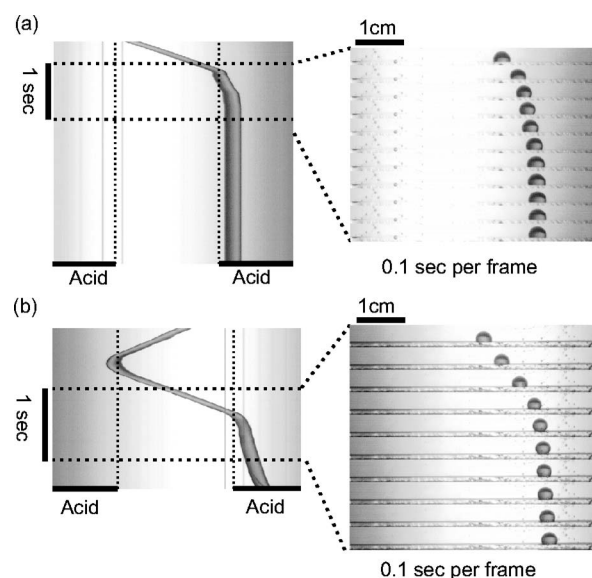 (a)
1cm
1 sec
Acid
Acid
0.1 sec per frame
(b)
1cm
1 sec
Acid
Acid
0.1 sec per frame